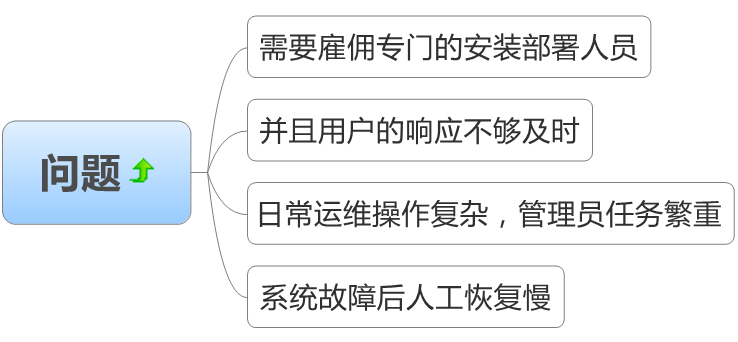 需要雇佣专门的安装部署人员
并且用户的响应不够及时
问题
日常运维操作复杂，管理员任务繁重
系统故障后人工恢复慢